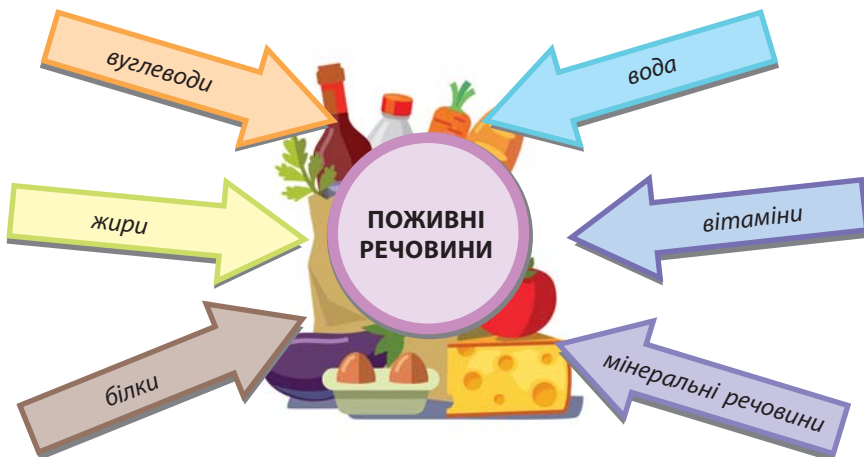 вуглеводи
вода
жири
ПОЖИВНІ
РЕЧОВИНИ
вітаміни
білки
мінеральні речовини